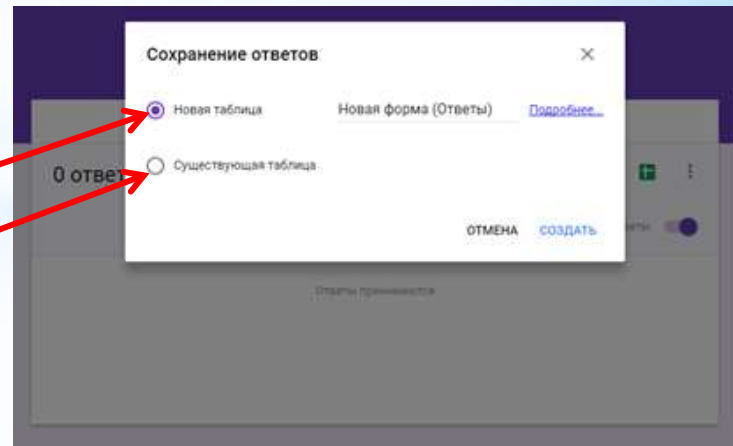 Сохранение ответов
Новая таблица Новая форма (Ответы) Подробнее...
Существующая таблица
0 ответ
ОТМЕНА СОЗДАТЬ
Ответы принимаются